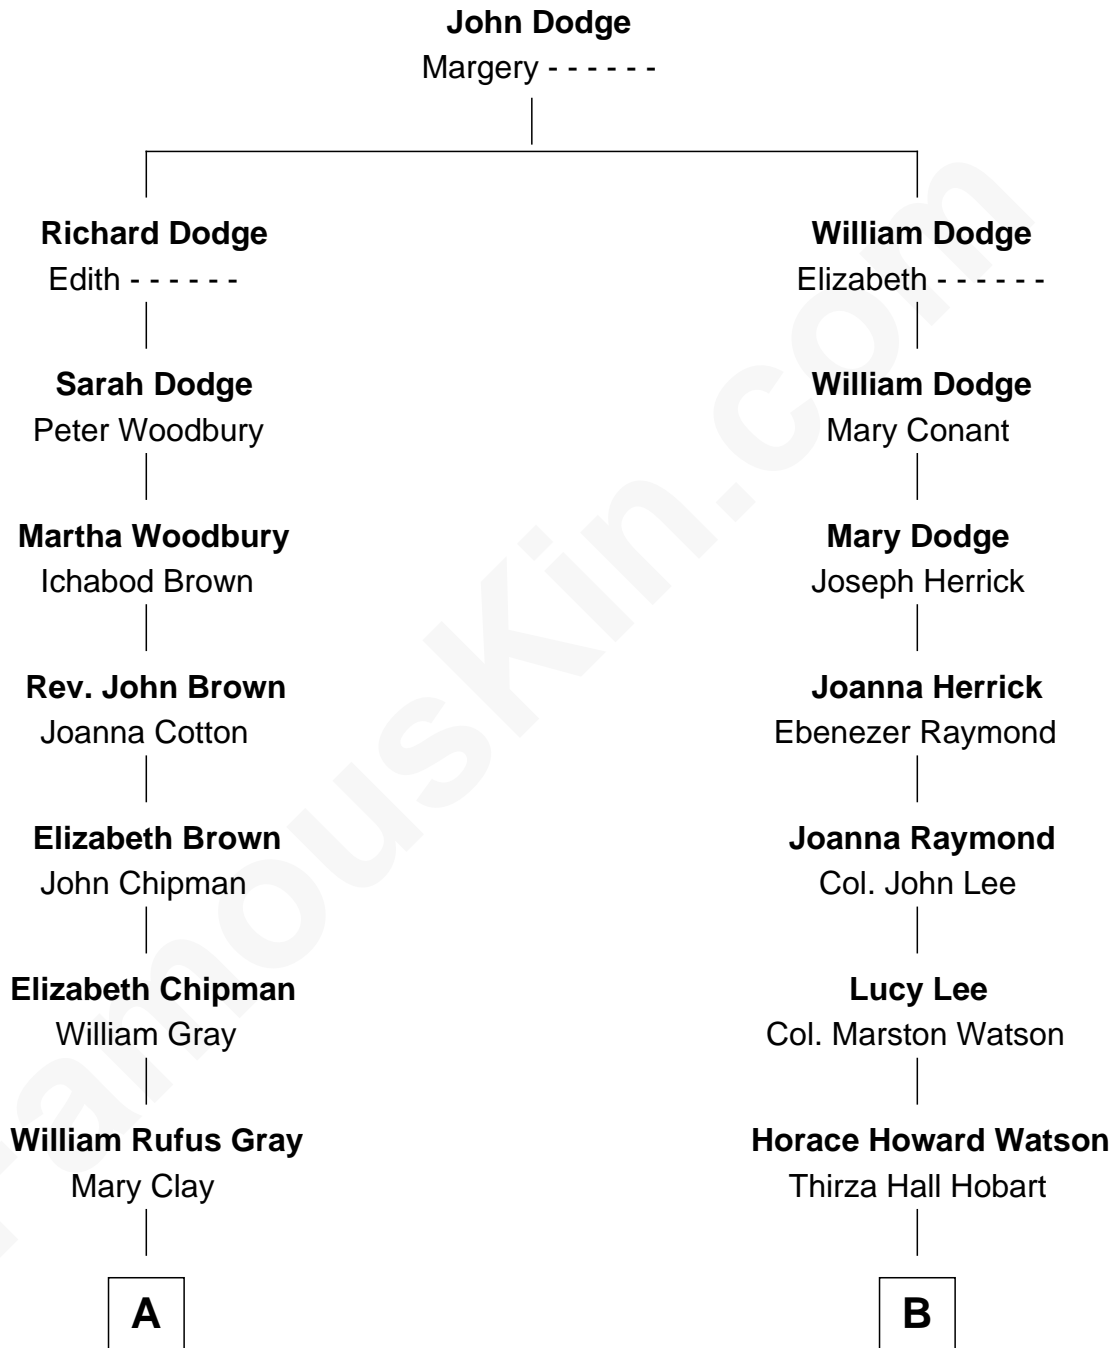 John Dodge
Margery - - - - - -
Richard Dodge
Edith - - - - - -
William Dodge
Elizabeth - - - - - -
Sarah Dodge
Peter Woodbury
William Dodge
Mary Conant
Martha Woodbury
Ichabod Brown
Mary Dodge
Joseph Herrick
Rev. John Brown
Joanna Cotton
Joanna Herrick
Ebenezer Raymond
Elizabeth Brown
John Chipman
Joanna Raymond
Col. John Lee
Elizabeth Chipman
William Gray
Lucy Lee
Col. Marston Watson
William Rufus Gray
Mary Clay
Horace Howard Watson
Thirza Hall Hobart
A
B
FamousKin.com